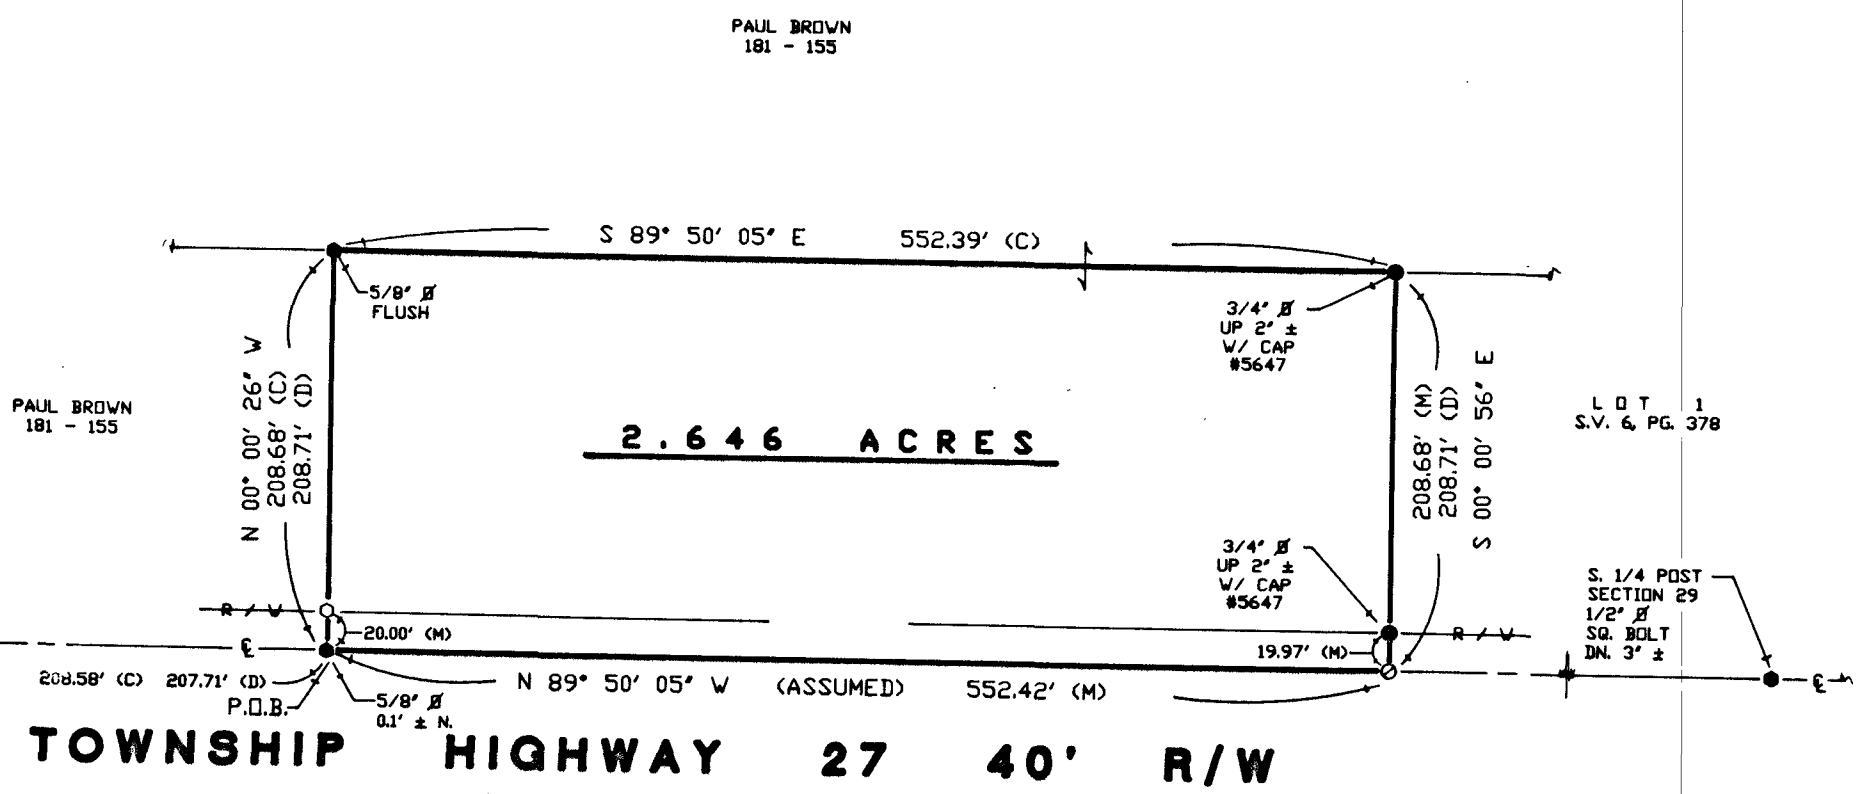 PAUL BROWN
181 - 155
S 89° 50' 05" E 552.39' (C)
5/8" Ø
FLUSH
3/4" Ø
UP 2" ±
W/ CAP
#5647
N 00° 00' 26" W
208.68' (C)
208.71' (D)
208.68' (M)
208.71' (D)
S 00° 00' 56" E
PAUL BROWN
181 - 155
LOT 1
S.V. 6, PG. 378
2.646 ACRES
3/4" Ø
UP 2" ±
W/ CAP
#5647
S. 1/4 POST
SECTION 29
1/2" Ø
SQ. BOLT
DN. 3" ±
R / W
20.00' (M)
R / W
19.97' (M)
℄
℄
208.58' (C) 207.71' (D)
P.O.B.
5/8" Ø
0.1' ± N.
N 89° 50' 05" W (ASSUMED) 552.42' (M)
TOWNSHIP HIGHWAY 27 40' R/W